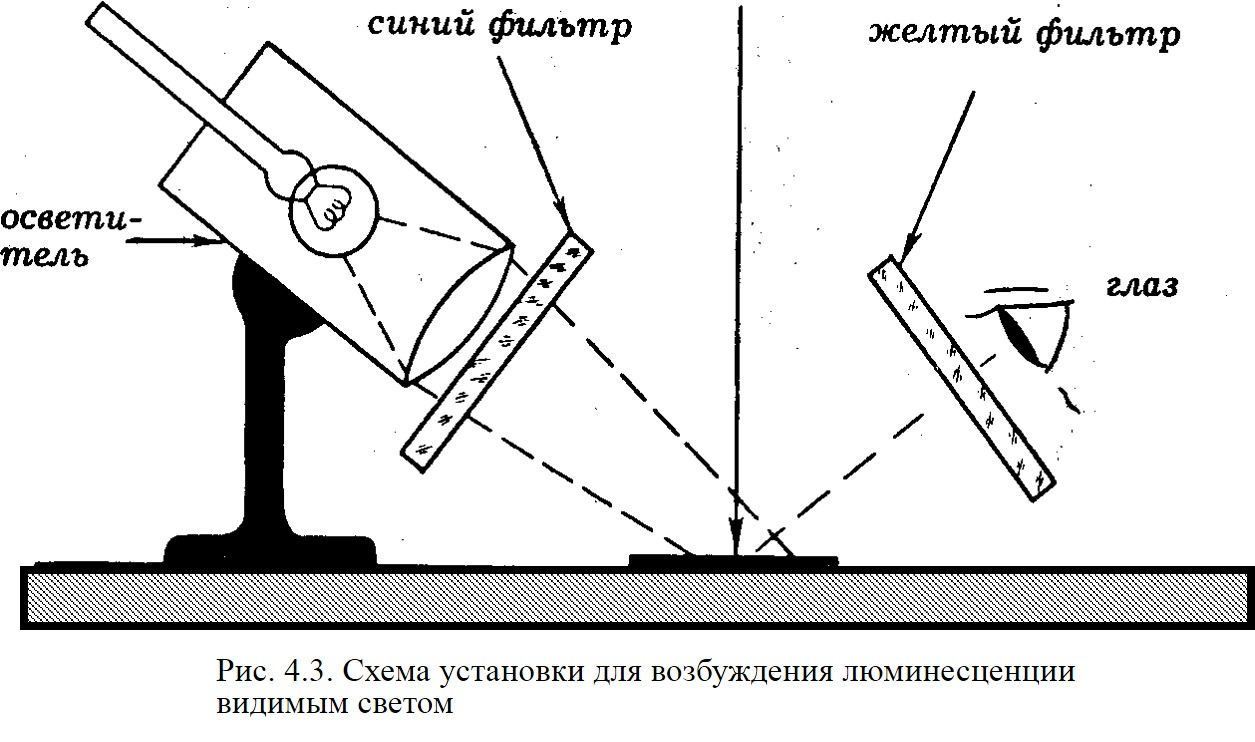 синий фильтр
желтый фильтр
освети-
тель
глаз
Рис. 4.3. Схема установки для возбуждения люминесценции
видимым светом